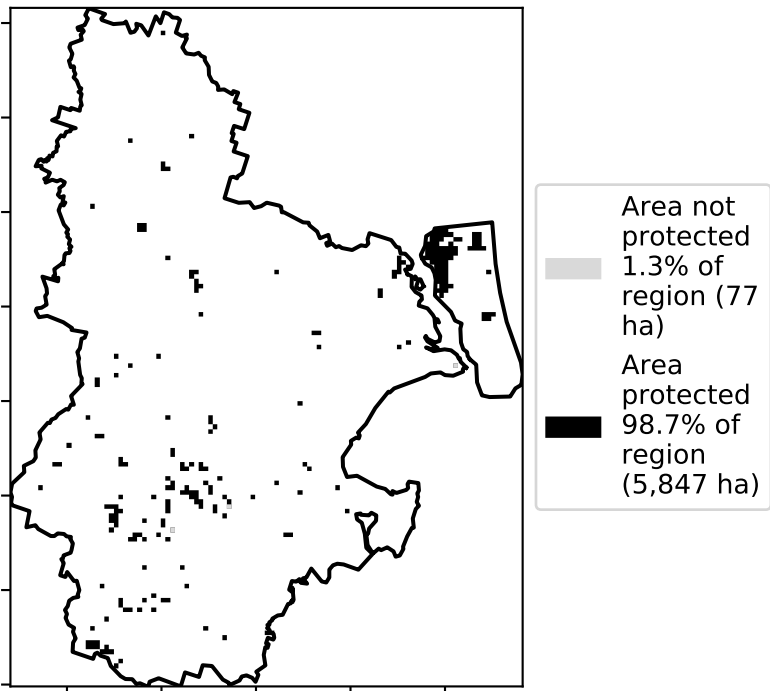 Area not
protected
1.3% of
region (77
ha)
Area
protected
98.7% of
region
(5,847 ha)